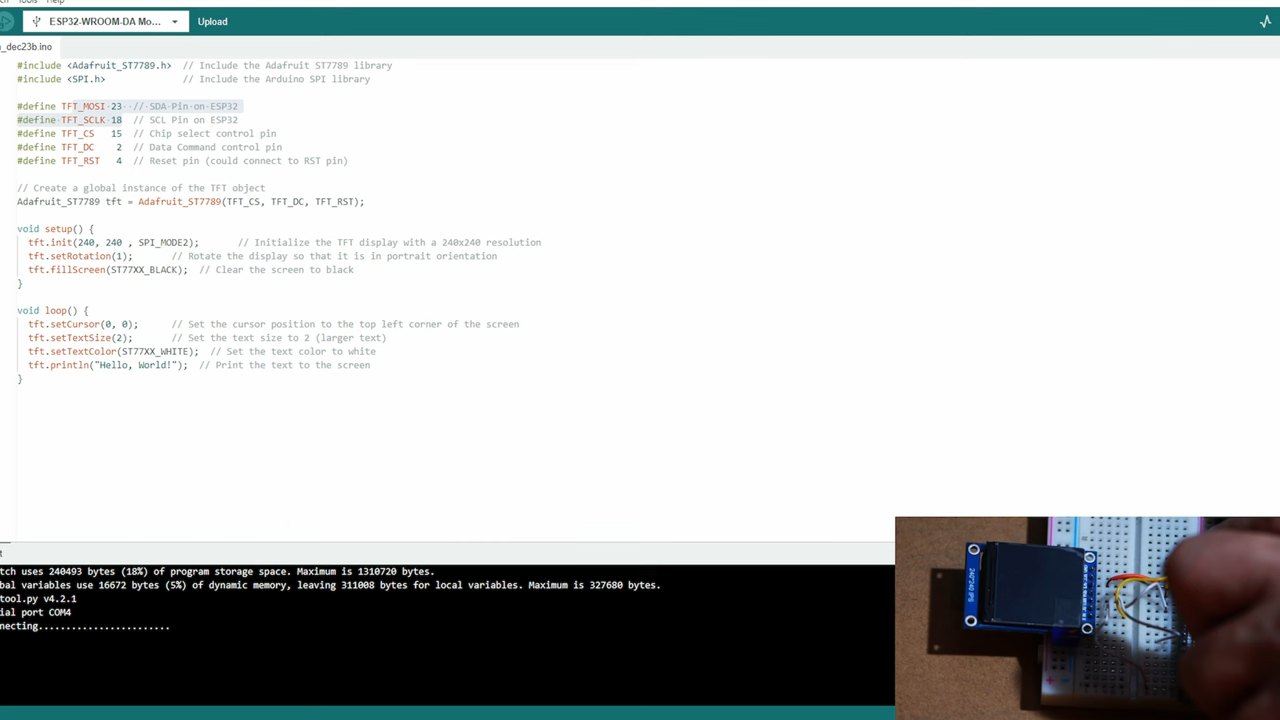 ESP32-WROOM-DA Mo...
Upload
_dec23b.ino
#include <Adafruit_ST7789.h> // Include the Adafruit ST7789 library
#include <SPI.h> // Include the Arduino SPI library
#define TFT_MOSI 23 // SDA Pin on ESP32
#define TFT_SCLK 18 // SCL Pin on ESP32
#define TFT_CS 15 // Chip select control pin
#define TFT_DC 2 // Data Command control pin
#define TFT_RST 4 // Reset pin (could connect to RST pin)
// Create a global instance of the TFT object
Adafruit_ST7789 tft = Adafruit_ST7789(TFT_CS, TFT_DC, TFT_RST);
void setup() {
tft.init(240, 240 , SPI_MODE2); // Initialize the TFT display with a 240x240 resolution
tft.setRotation(1); // Rotate the display so that it is in portrait orientation
tft.fillScreen(ST77XX_BLACK); // Clear the screen to black
}
void loop() {
tft.setCursor(0, 0); // Set the cursor position to the top left corner of the screen
tft.setTextSize(2); // Set the text size to 2 (larger text)
tft.setTextColor(ST77XX_WHITE); // Set the text color to white
tft.println("Hello, World!"); // Print the text to the screen
}
t
tch uses 240493 bytes (18%) of program storage space. Maximum is 1310720 bytes.
bal variables use 16672 bytes (5%) of dynamic memory, leaving 311008 bytes for local variables. Maximum is 327680 bytes.
tool.py v4.2.1
ial port COM4
necting........................
240*240 IPS